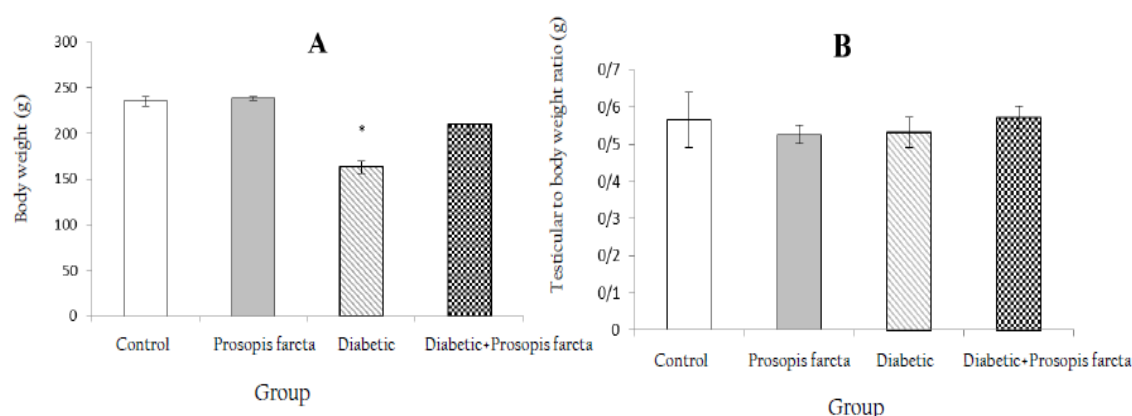 A
Body weight (g)
300
250
200
150
100
50
0
*
Control
Prosopis farcta
Diabetic
Diabetic+Prosopis farcta
Group
B
Testicular to body weight ratio (g)
0/7
0/6
0/5
0/4
0/3
0/2
0/1
0
Control
Prosopis farcta
Diabetic
Diabetic+Prosopis farcta
Group